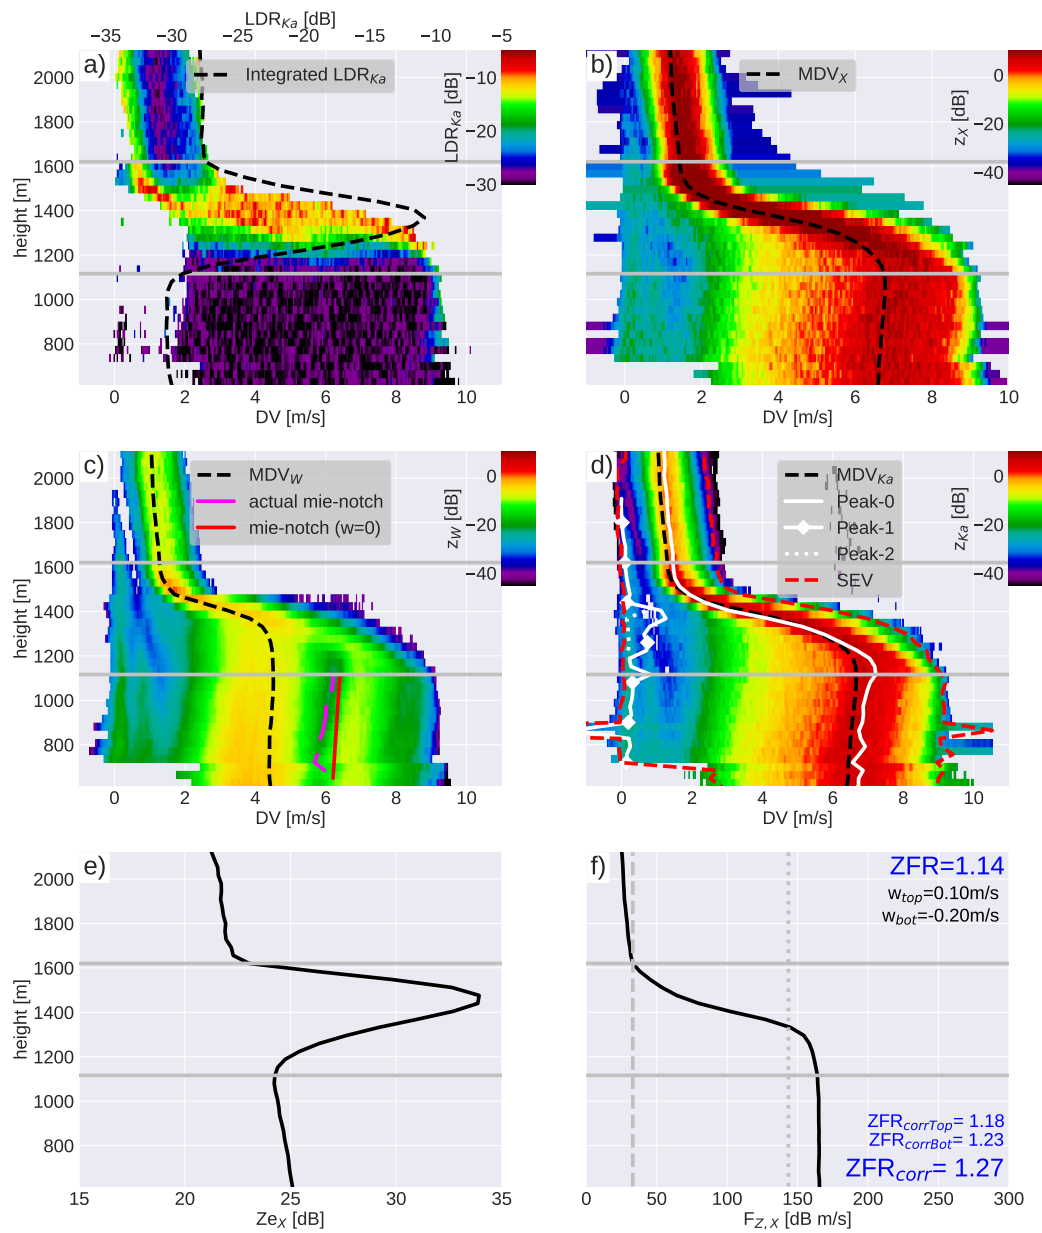 LDR_Ka [dB]
−35 −30 −25 −20 −15 −10 −5
a)
Integrated LDR_Ka
LDR_Ka [dB]
−10
−20
−30
height [m]
2000
1800
1600
1400
1200
1000
800
0 2 4 6 8 10
DV [m/s]
b)
MDV_X
z_X [dB]
0
−20
−40
0 2 4 6 8 10
DV [m/s]
c)
MDV_W
actual mie-notch
mie-notch (w=0)
z_W [dB]
0
−20
−40
height [m]
2000
1800
1600
1400
1200
1000
800
0 2 4 6 8 10
DV [m/s]
d)
MDV_Ka
Peak-0
Peak-1
Peak-2
SEV
z_Ka [dB]
0
−20
−40
0 2 4 6 8 10
DV [m/s]
e)
height [m]
2000
1800
1600
1400
1200
1000
800
15 20 25 30 35
Ze_X [dB]
f)
ZFR=1.14
w_top=0.10m/s
w_bot=-0.20m/s
ZFR_corrTop= 1.18
ZFR_corrBot= 1.23
ZFR_corr= 1.27
0 50 100 150 200 250 300
F_Z,X [dB m/s]